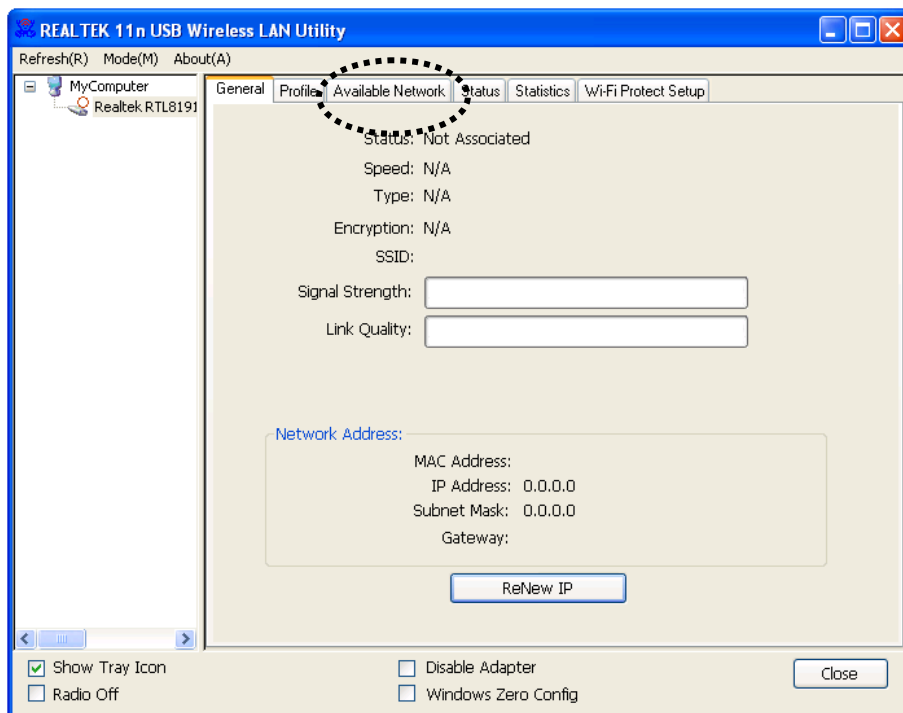 REALTEK 11n USB Wireless LAN Utility
Refresh(R) Mode(M) About(A)
MyComputer
Realtek RTL8191
General Profile Available Network Status Statistics Wi-Fi Protect Setup
Status: Not Associated
Speed: N/A
Type: N/A
Encryption: N/A
SSID:
Signal Strength:
Link Quality:
Network Address:
MAC Address:
IP Address: 0.0.0.0
Subnet Mask: 0.0.0.0
Gateway:
ReNew IP
Show Tray Icon Disable Adapter Close
Radio Off Windows Zero Config